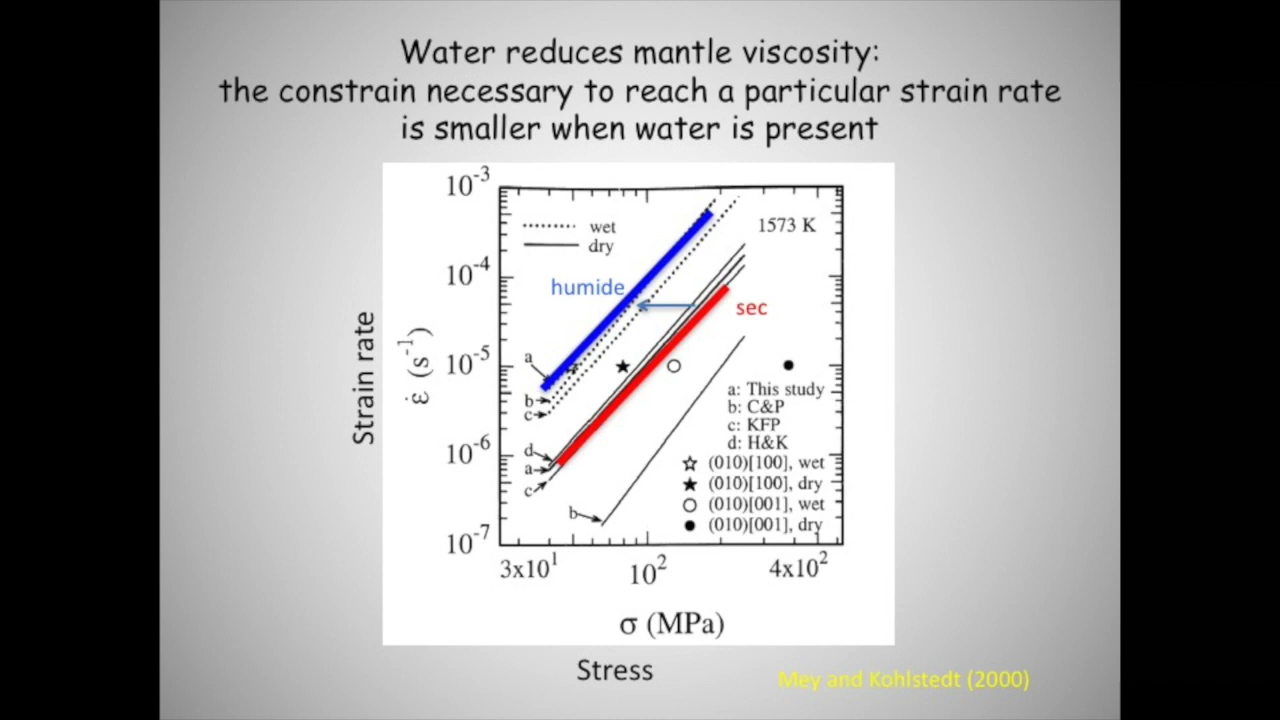 Water reduces mantle viscosity:
the constrain necessary to reach a particular strain rate
is smaller when water is present
10⁻³
wet
dry
1573 K
10⁻⁴
humide
sec
Strain rate
ε̇ (s⁻¹)
a
10⁻⁵
b
c
a: This study
b: C&P
c: KFP
d: H&K
10⁻⁶
d
a
c
b
(010)[100], wet
(010)[100], dry
(010)[001], wet
(010)[001], dry
10⁻⁷
3x10¹
10²
4x10²
σ (MPa)
Stress
Mey and Kohlstedt (2000)